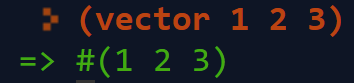 (vector 1 2 3)
=> #(1 2 3)